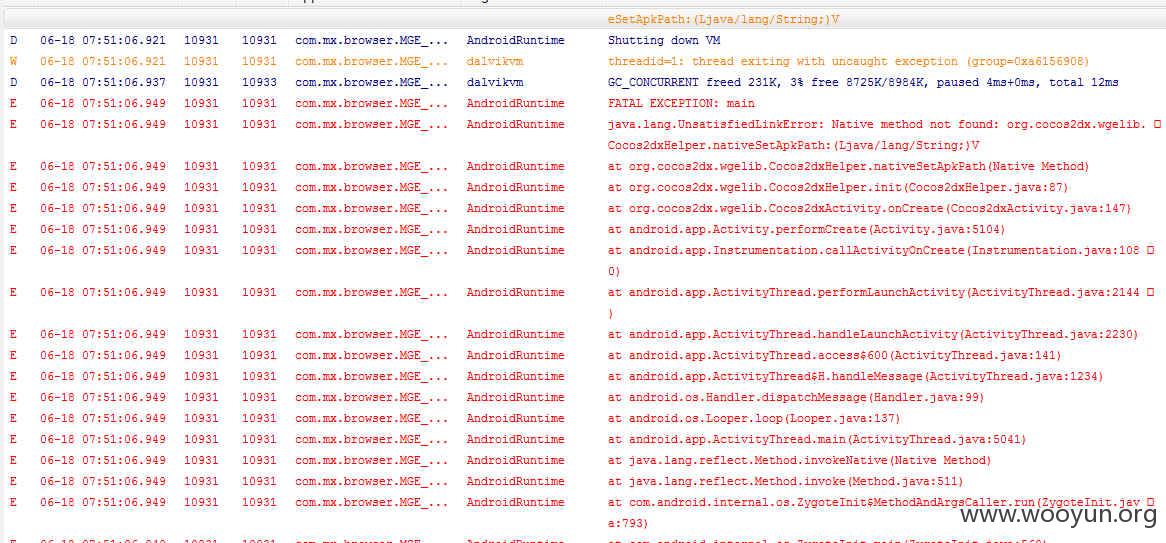 eSetApkPath:(Ljava/lang/String;)V
D 06-18 07:51:06.921 10931 10931 com.mx.browser.MGE_... AndroidRuntime Shutting down VM
W 06-18 07:51:06.921 10931 10931 com.mx.browser.MGE_... dalvikvm threadid=1: thread exiting with uncaught exception (group=0xa6156908)
D 06-18 07:51:06.937 10931 10933 com.mx.browser.MGE_... dalvikvm GC_CONCURRENT freed 231K, 3% free 8725K/8984K, paused 4ms+0ms, total 12ms
E 06-18 07:51:06.949 10931 10931 com.mx.browser.MGE_... AndroidRuntime FATAL EXCEPTION: main
E 06-18 07:51:06.949 10931 10931 com.mx.browser.MGE_... AndroidRuntime java.lang.UnsatisfiedLinkError: Native method not found: org.cocos2dx.wgelib.
Cocos2dxHelper.nativeSetApkPath:(Ljava/lang/String;)V
E 06-18 07:51:06.949 10931 10931 com.mx.browser.MGE_... AndroidRuntime at org.cocos2dx.wgelib.Cocos2dxHelper.nativeSetApkPath(Native Method)
E 06-18 07:51:06.949 10931 10931 com.mx.browser.MGE_... AndroidRuntime at org.cocos2dx.wgelib.Cocos2dxHelper.init(Cocos2dxHelper.java:87)
E 06-18 07:51:06.949 10931 10931 com.mx.browser.MGE_... AndroidRuntime at org.cocos2dx.wgelib.Cocos2dxActivity.onCreate(Cocos2dxActivity.java:147)
E 06-18 07:51:06.949 10931 10931 com.mx.browser.MGE_... AndroidRuntime at android.app.Activity.performCreate(Activity.java:5104)
E 06-18 07:51:06.949 10931 10931 com.mx.browser.MGE_... AndroidRuntime at android.app.Instrumentation.callActivityOnCreate(Instrumentation.java:108
0)
E 06-18 07:51:06.949 10931 10931 com.mx.browser.MGE_... AndroidRuntime at android.app.ActivityThread.performLaunchActivity(ActivityThread.java:2144
)
E 06-18 07:51:06.949 10931 10931 com.mx.browser.MGE_... AndroidRuntime at android.app.ActivityThread.handleLaunchActivity(ActivityThread.java:2230)
E 06-18 07:51:06.949 10931 10931 com.mx.browser.MGE_... AndroidRuntime at android.app.ActivityThread.access$600(ActivityThread.java:141)
E 06-18 07:51:06.949 10931 10931 com.mx.browser.MGE_... AndroidRuntime at android.app.ActivityThread$H.handleMessage(ActivityThread.java:1234)
E 06-18 07:51:06.949 10931 10931 com.mx.browser.MGE_... AndroidRuntime at android.os.Handler.dispatchMessage(Handler.java:99)
E 06-18 07:51:06.949 10931 10931 com.mx.browser.MGE_... AndroidRuntime at android.os.Looper.loop(Looper.java:137)
E 06-18 07:51:06.949 10931 10931 com.mx.browser.MGE_... AndroidRuntime at android.app.ActivityThread.main(ActivityThread.java:5041)
E 06-18 07:51:06.949 10931 10931 com.mx.browser.MGE_... AndroidRuntime at java.lang.reflect.Method.invokeNative(Native Method)
E 06-18 07:51:06.949 10931 10931 com.mx.browser.MGE_... AndroidRuntime at java.lang.reflect.Method.invoke(Method.java:511)
E 06-18 07:51:06.949 10931 10931 com.mx.browser.MGE_... AndroidRuntime at com.android.internal.os.ZygoteInit$MethodAndArgsCaller.run(ZygoteInit.jav
a:793)
www.wooyun.org